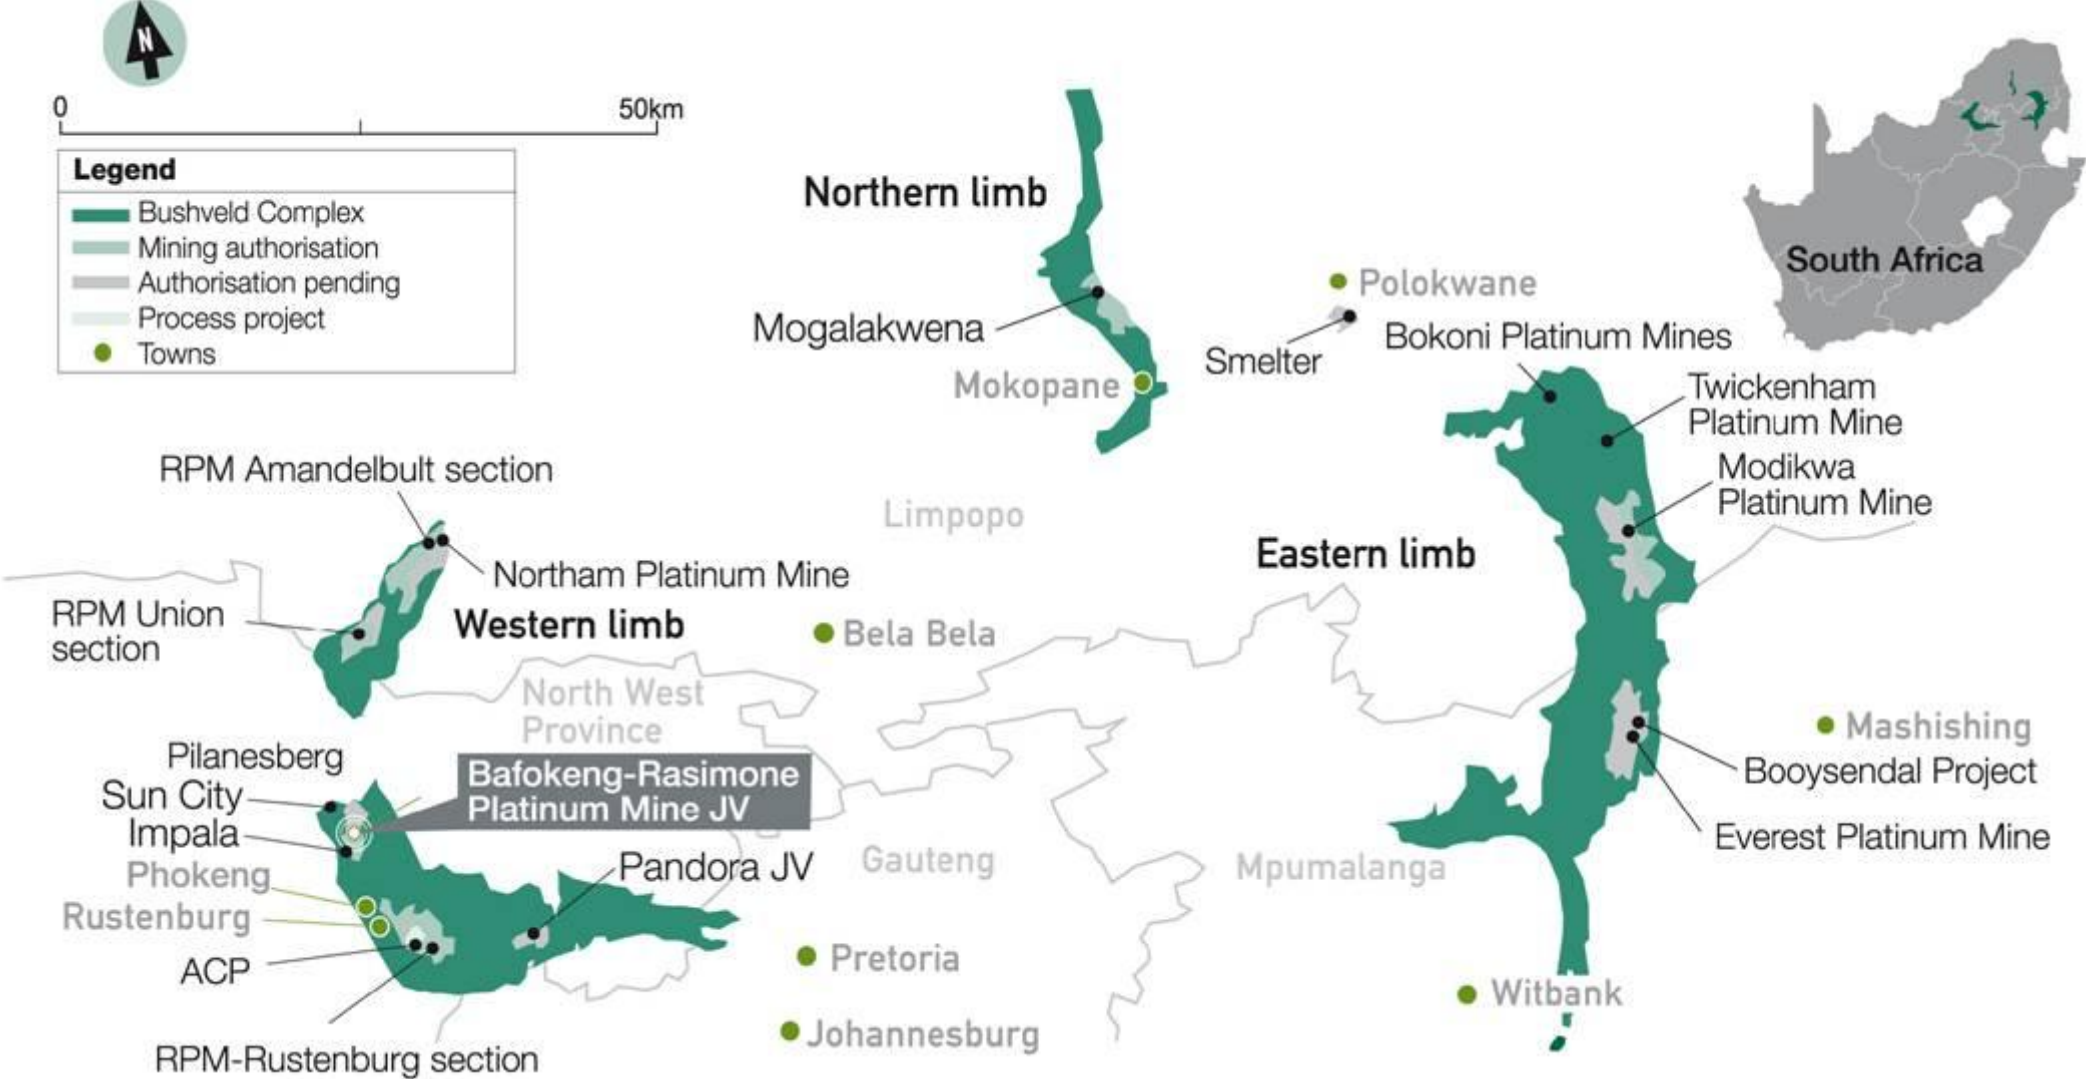 N
0 50km
Legend
Bushveld Complex
Mining authorisation
Authorisation pending
Process project
Towns
Northern limb
Mogalakwena
Mokopane
Polokwane
Smelter
South Africa
Bokoni Platinum Mines
Twickenham
Platinum Mine
Modikwa
Platinum Mine
RPM Amandelbult section
Northam Platinum Mine
RPM Union
section
Western limb
Limpopo
Eastern limb
Bela Bela
North West
Province
Mashishing
Booysendal Project
Everest Platinum Mine
Pilanesberg
Sun City
Impala
Bafokeng-Rasimone
Platinum Mine JV
Phokeng
Rustenburg
Pandora JV
Gauteng
Mpumalanga
ACP
RPM-Rustenburg section
Pretoria
Johannesburg
Witbank